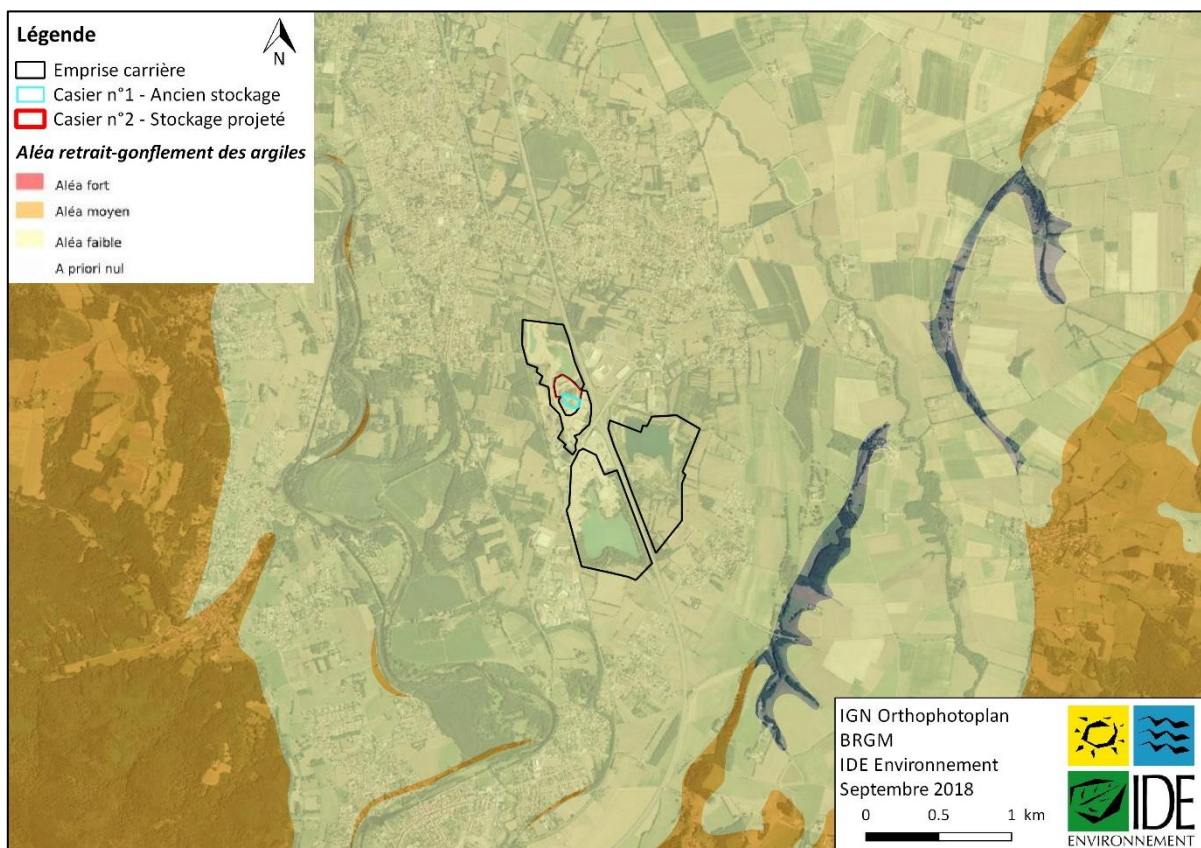 Légende
N
Emprise carrière
Casier n°1 - Ancien stockage
Casier n°2 - Stockage projeté
Aléa retrait-gonflement des argiles
Aléa fort
Aléa moyen
Aléa faible
A priori nul
IGN Orthophotoplan
BRGM
IDE Environnement
Septembre 2018
0 0.5 1 km
IDE
ENVIRONNEMENT